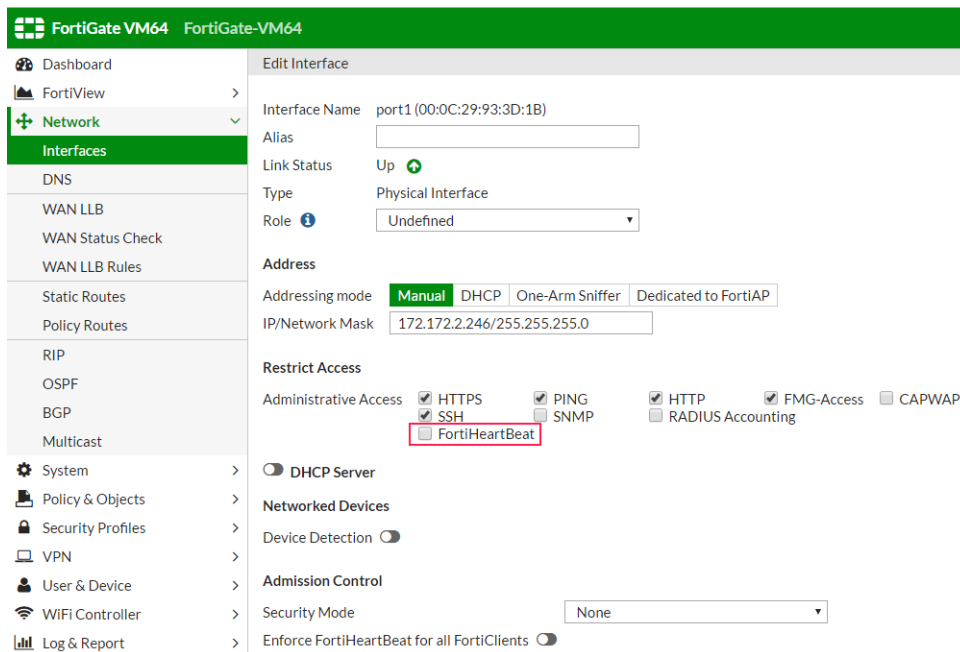 FortiGate VM64 FortiGate-VM64
Dashboard
FortiView
Network
Interfaces
DNS
WAN LLB
WAN Status Check
WAN LLB Rules
Static Routes
Policy Routes
RIP
OSPF
BGP
Multicast
System
Policy & Objects
Security Profiles
VPN
User & Device
WiFi Controller
Log & Report
Edit Interface
Interface Name port1 (00:0C:29:93:3D:1B)
Alias
Link Status Up
Type Physical Interface
Role Undefined
Address
Addressing mode Manual DHCP One-Arm Sniffer Dedicated to FortiAP
IP/Network Mask 172.172.2.246/255.255.255.0
Restrict Access
Administrative Access HTTPS PING HTTP FMG-Access CAPWAP
SSH SNMP RADIUS Accounting
FortiHeartBeat
DHCP Server
Networked Devices
Device Detection
Admission Control
Security Mode None
Enforce FortiHeartBeat for all FortiClients